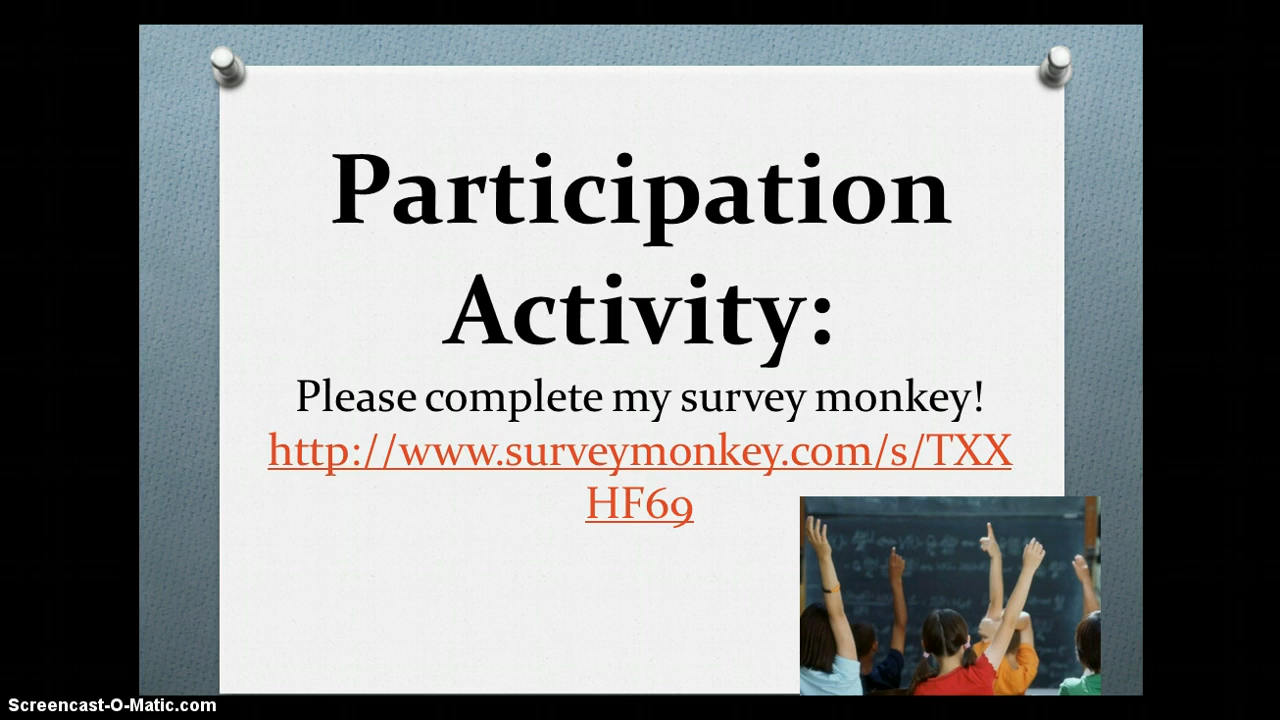 Participation
Activity:
Please complete my survey monkey!
http://www.surveymonkey.com/s/TXX
HF69
Screencast-O-Matic.com